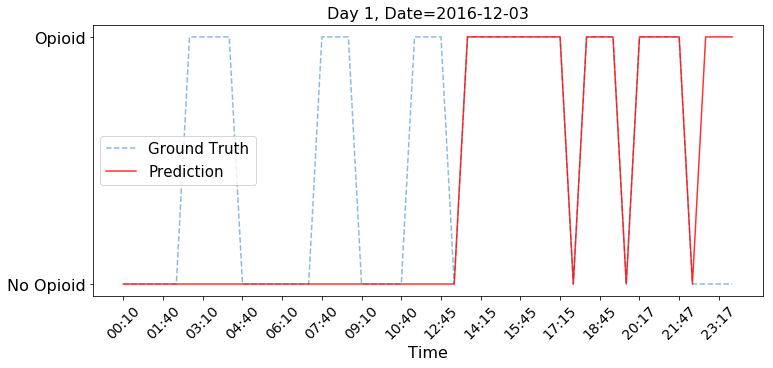 Day 1, Date=2016-12-03
Opioid
Ground Truth
Prediction
No Opioid
00:10 01:40 03:10 04:40 06:10 07:40 09:10 10:40 12:45 14:15 15:45 17:15 18:45 20:17 21:47 23:17
Time